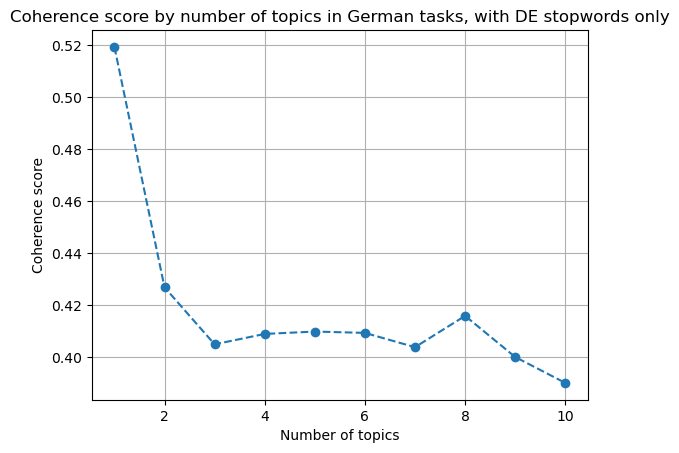 Coherence score by number of topics in German tasks, with DE stopwords only
0.52
0.50
0.48
0.46
0.44
0.42
0.40
Coherence score
2 4 6 8 10
Number of topics